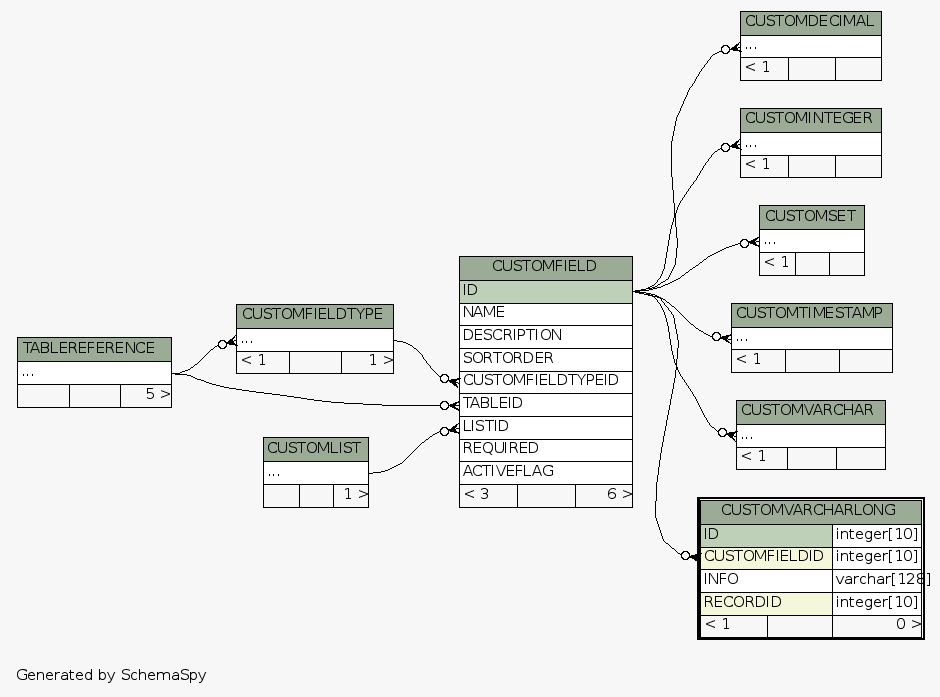 CUSTOMDECIMAL
...
< 1
CUSTOMINTEGER
...
< 1
CUSTOMSET
...
< 1
CUSTOMFIELD
ID
NAME
DESCRIPTION
SORTORDER
CUSTOMFIELDTYPEID
TABLEID
LISTID
REQUIRED
ACTIVEFLAG
< 3 6 >
CUSTOMFIELDTYPE
...
< 1 1 >
TABLEREFERENCE
...
5 >
CUSTOMLIST
...
1 >
CUSTOMTIMESTAMP
...
< 1
CUSTOMVARCHAR
...
< 1
CUSTOMVARCHARLONG
ID integer[10]
CUSTOMFIELDID integer[10]
INFO varchar[128]
RECORDID integer[10]
< 1 0 >
Generated by SchemaSpy